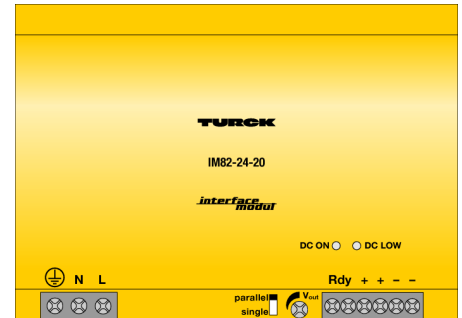 TURCK
IM82-24-20
interface
modul
DC ON DC LOW
N L
Rdy + + − −
parallel
single
Vout